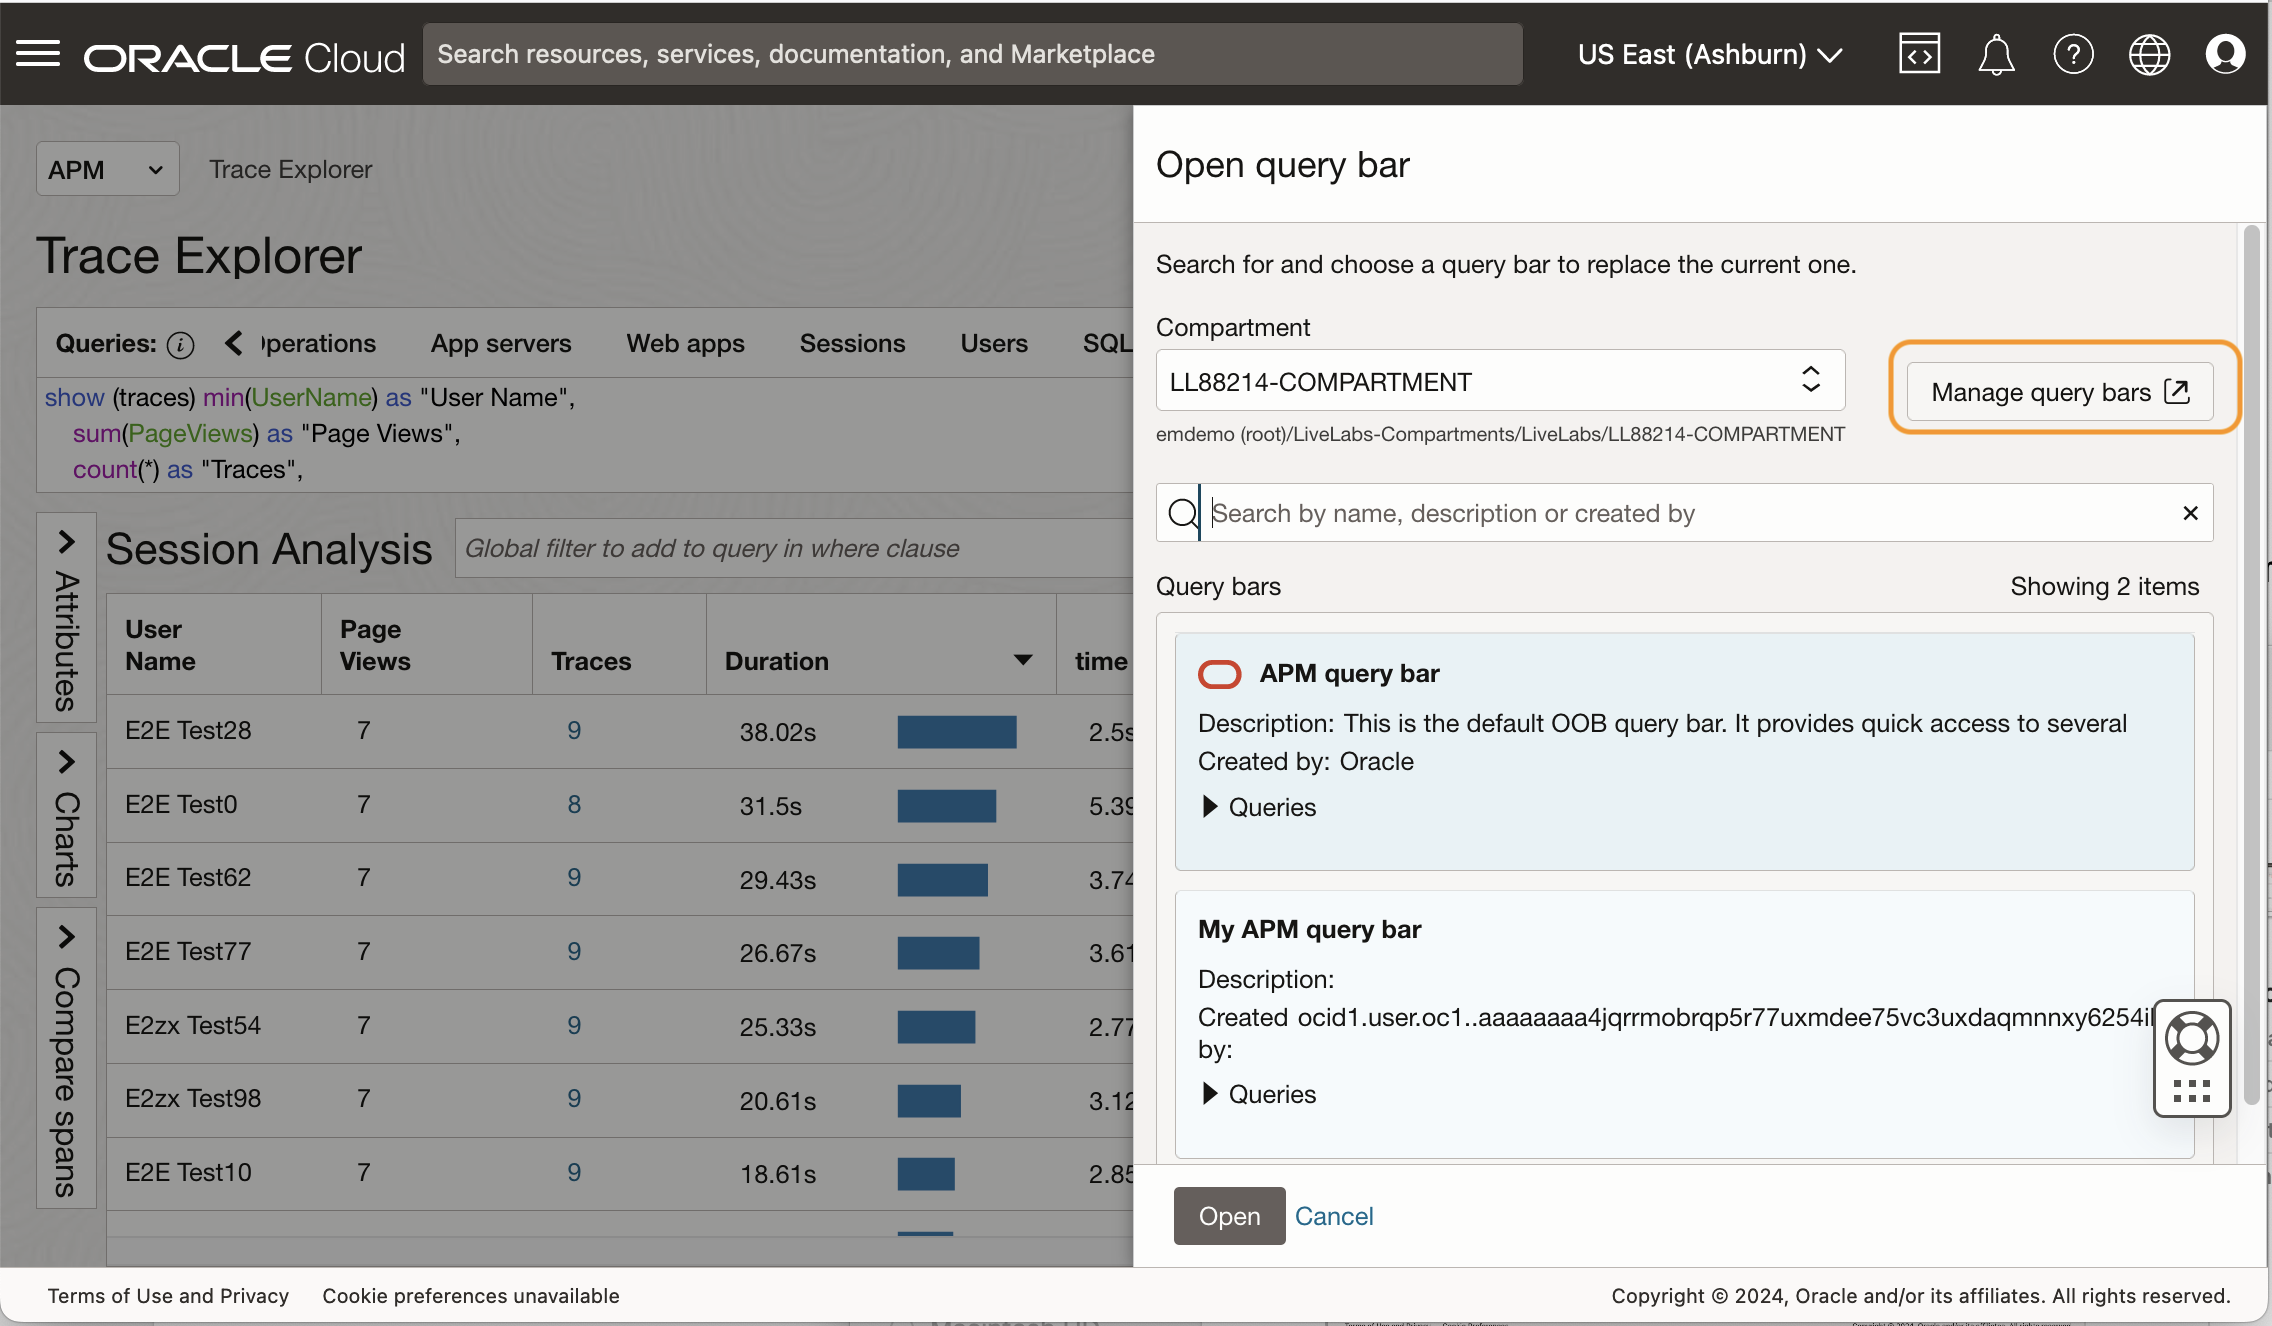 ORACLE Cloud
Search resources, services, documentation, and Marketplace
US East (Ashburn)
APM
Trace Explorer
Trace Explorer
Queries:
perations
App servers
Web apps
Sessions
Users
SQL
show (traces) min(UserName) as "User Name",
sum(PageViews) as "Page Views",
count(*) as "Traces",
Attributes
Charts
Compare spans
Session Analysis
Global filter to add to query in where clause
User Name
Page Views
Traces
Duration
time
E2E Test28 7 9 38.02s 2.5s
E2E Test0 7 8 31.5s 5.39
E2E Test62 7 9 29.43s 3.74
E2E Test77 7 9 26.67s 3.61
E2zx Test54 7 9 25.33s 2.77
E2zx Test98 7 9 20.61s 3.12
E2E Test10 7 9 18.61s 2.85
Open query bar
Search for and choose a query bar to replace the current one.
Compartment
LL88214-COMPARTMENT
emdemo (root)/LiveLabs-Compartments/LiveLabs/LL88214-COMPARTMENT
Manage query bars
Search by name, description or created by
Query bars
Showing 2 items
APM query bar
Description: This is the default OOB query bar. It provides quick access to several
Created by: Oracle
Queries
My APM query bar
Description:
Created ocid1.user.oc1..aaaaaaaa4jqrrmobrqp5r77uxmdee75vc3uxdaqmnnxy6254il
by:
Queries
Open
Cancel
Terms of Use and Privacy
Cookie preferences unavailable
Copyright © 2024, Oracle and/or its affiliates. All rights reserved.